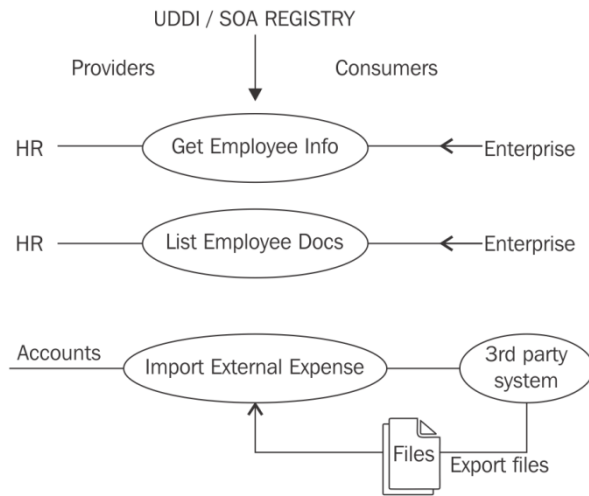 UDDI / SOA REGISTRY
Providers
Consumers
HR
Get Employee Info
Enterprise
HR
List Employee Docs
Enterprise
Accounts
Import External Expense
3rd party
system
Files
Export files